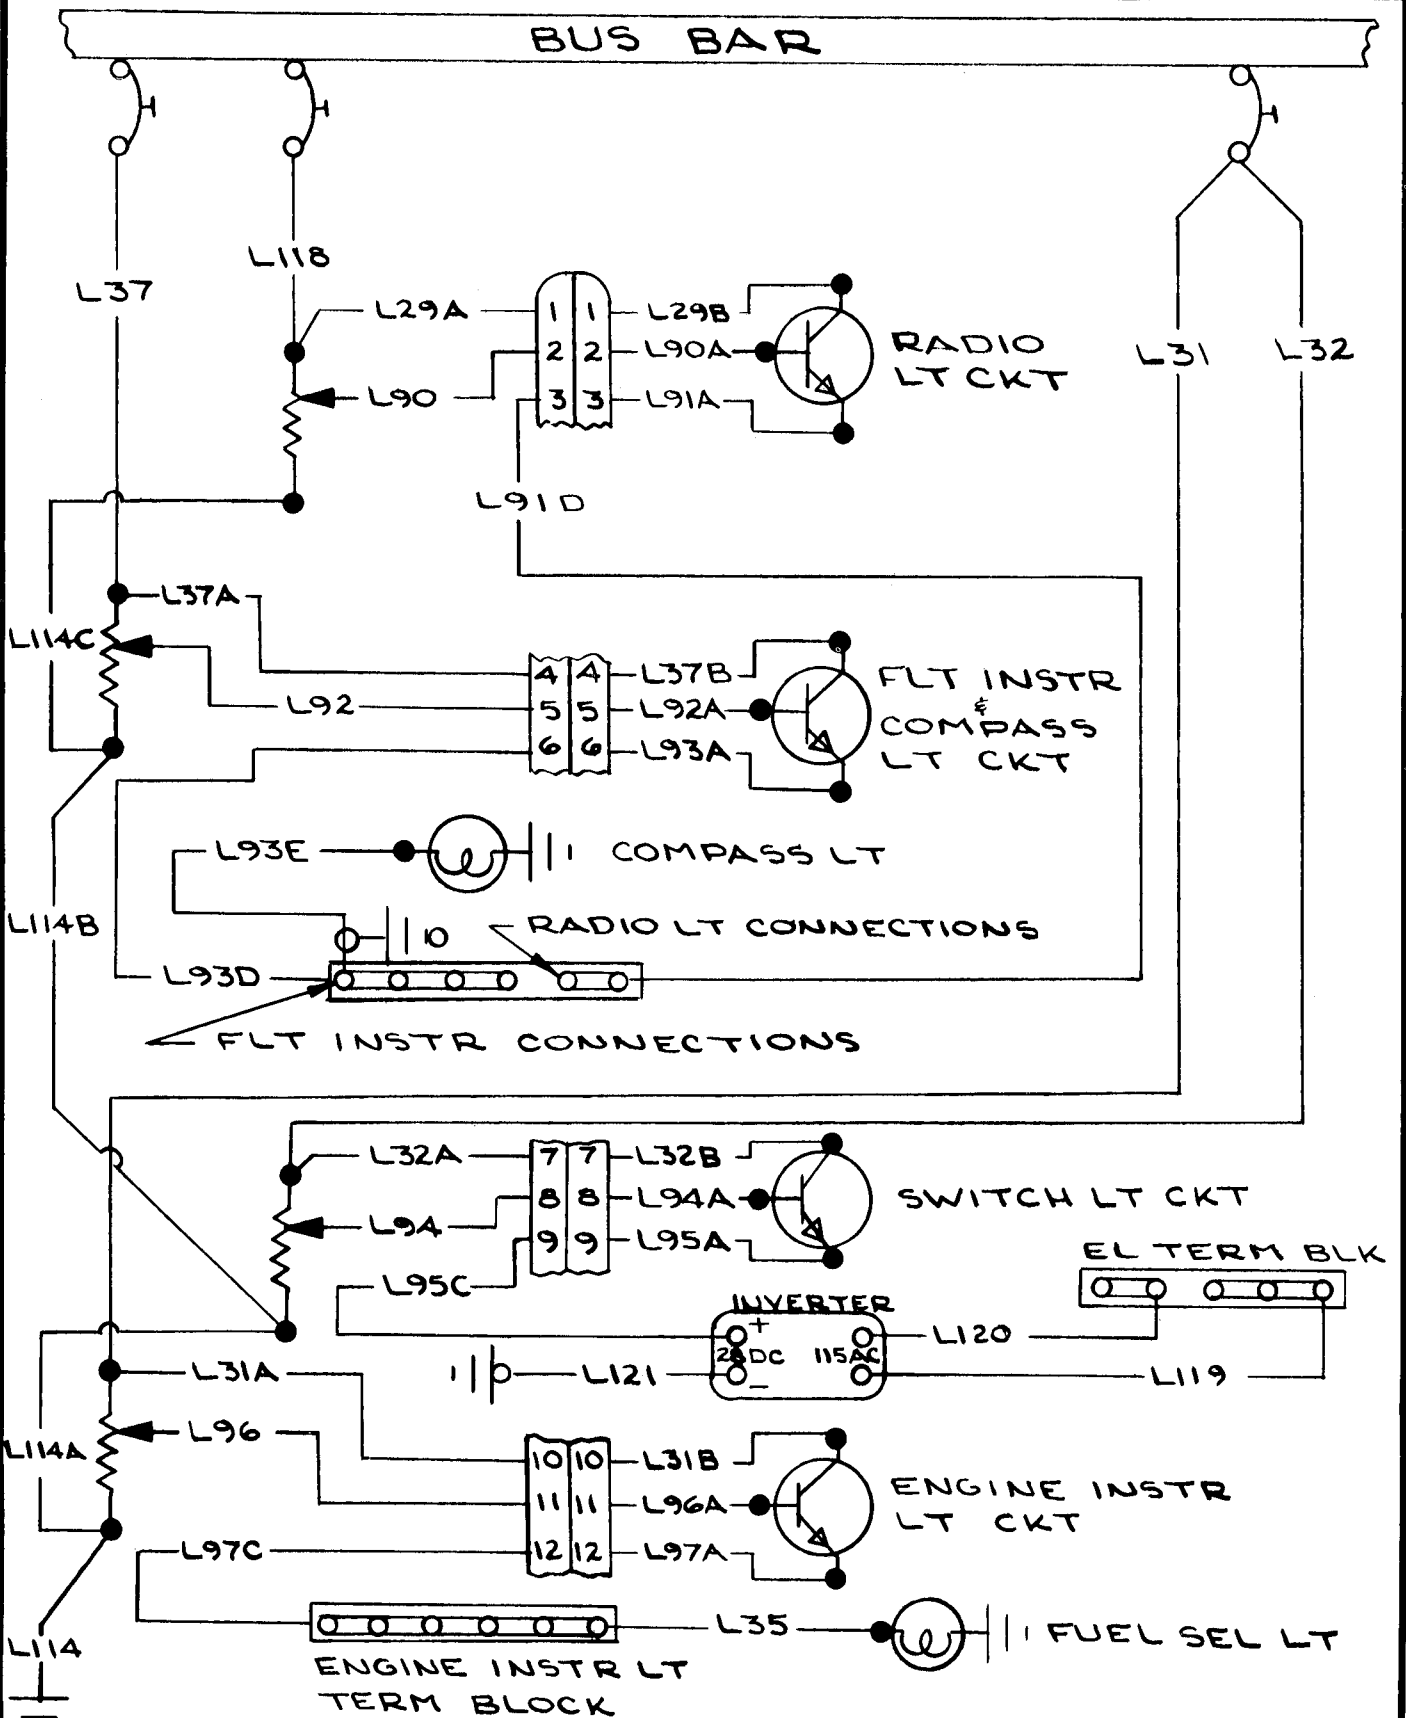 BUS BAR
L118
L37
L29A 1 1 L29B
L90 2 2 L90A
3 3 L91A
RADIO
LT CKT
L31 L32
L91D
L37A
L114C
4 4 L37B
L92 5 5 L92A
6 6 L93A
FLT INSTR
&
COMPASS
LT CKT
L93E
COMPASS LT
L114B
10
RADIO LT CONNECTIONS
L93D
FLT INSTR CONNECTIONS
L32A 7 7 L32B
L94 8 8 L94A
9 9 L95A
SWITCH LT CKT
L95C
EL TERM BLK
INVERTER
+
28DC 115AC
-
L120
L121
L119
L31A
L96
L114A
10 10 L31B
11 11 L96A
L97C 12 12 L97A
ENGINE INSTR
LT CKT
L35
FUEL SEL LT
L114
ENGINE INSTR LT
TERM BLOCK